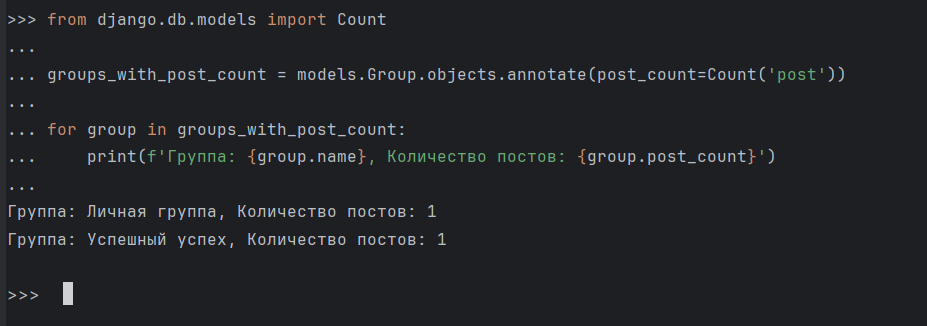 >>> from django.db.models import Count
...
... groups_with_post_count = models.Group.objects.annotate(post_count=Count('post'))
...
... for group in groups_with_post_count:
...     print(f'Группа: {group.name}, Количество постов: {group.post_count}')
...
Группа: Личная группа, Количество постов: 1
Группа: Успешный успех, Количество постов: 1
>>>